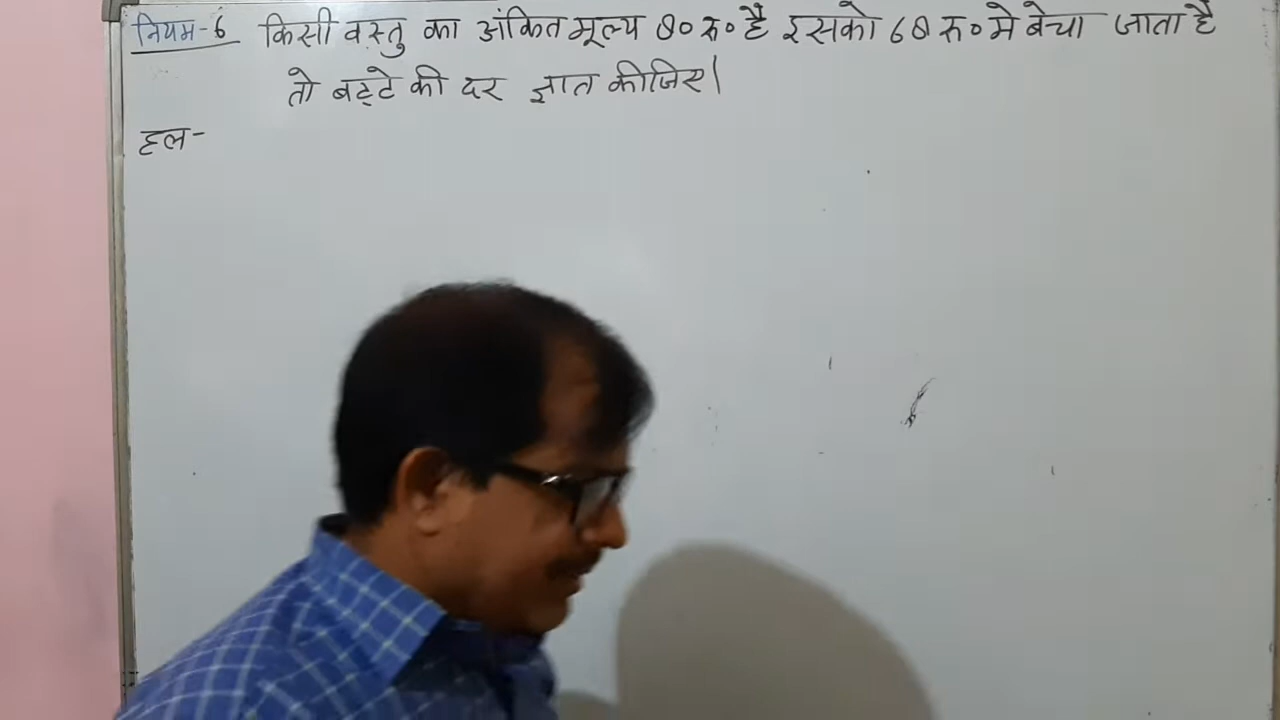 नियम-6 किसी वस्तु का अंकित मूल्य 80 रु० है इसको 68 रु० मे बेचा जाता है
तो बट्टे की दर ज्ञात कीजिए।
हल-